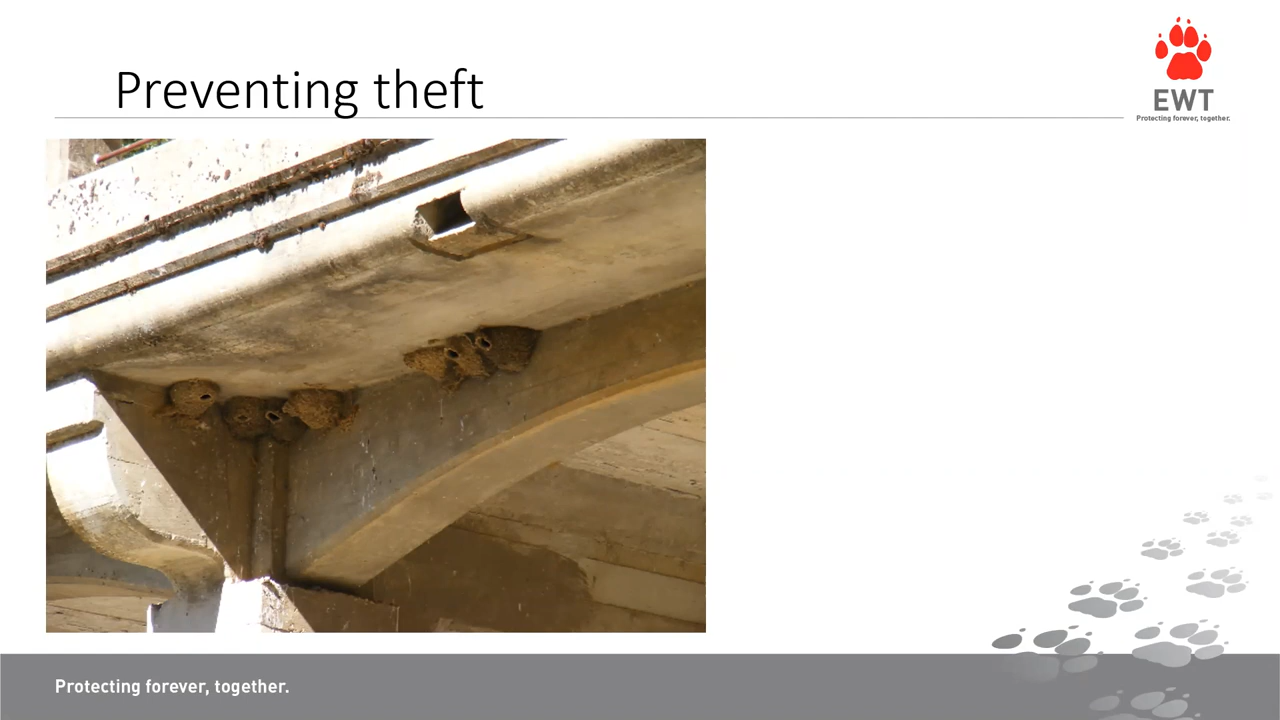 Preventing theft
EWT
Protecting forever, together.
Protecting forever, together.